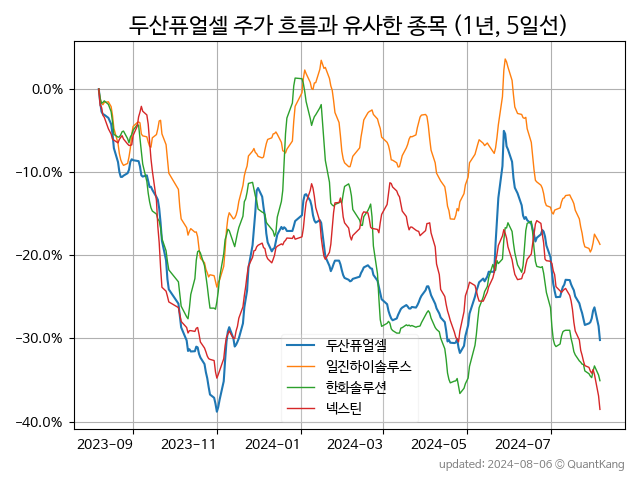 두산퓨얼셀 주가 흐름과 유사한 종목 (1년, 5일선)
0.0%
−10.0%
−20.0%
−30.0%
−40.0%
두산퓨얼셀
일진하이솔루스
한화솔루션
넥스틴
2023-09
2023-11
2024-01
2024-03
2024-05
2024-07
updated: 2024-08-06 © QuantKang